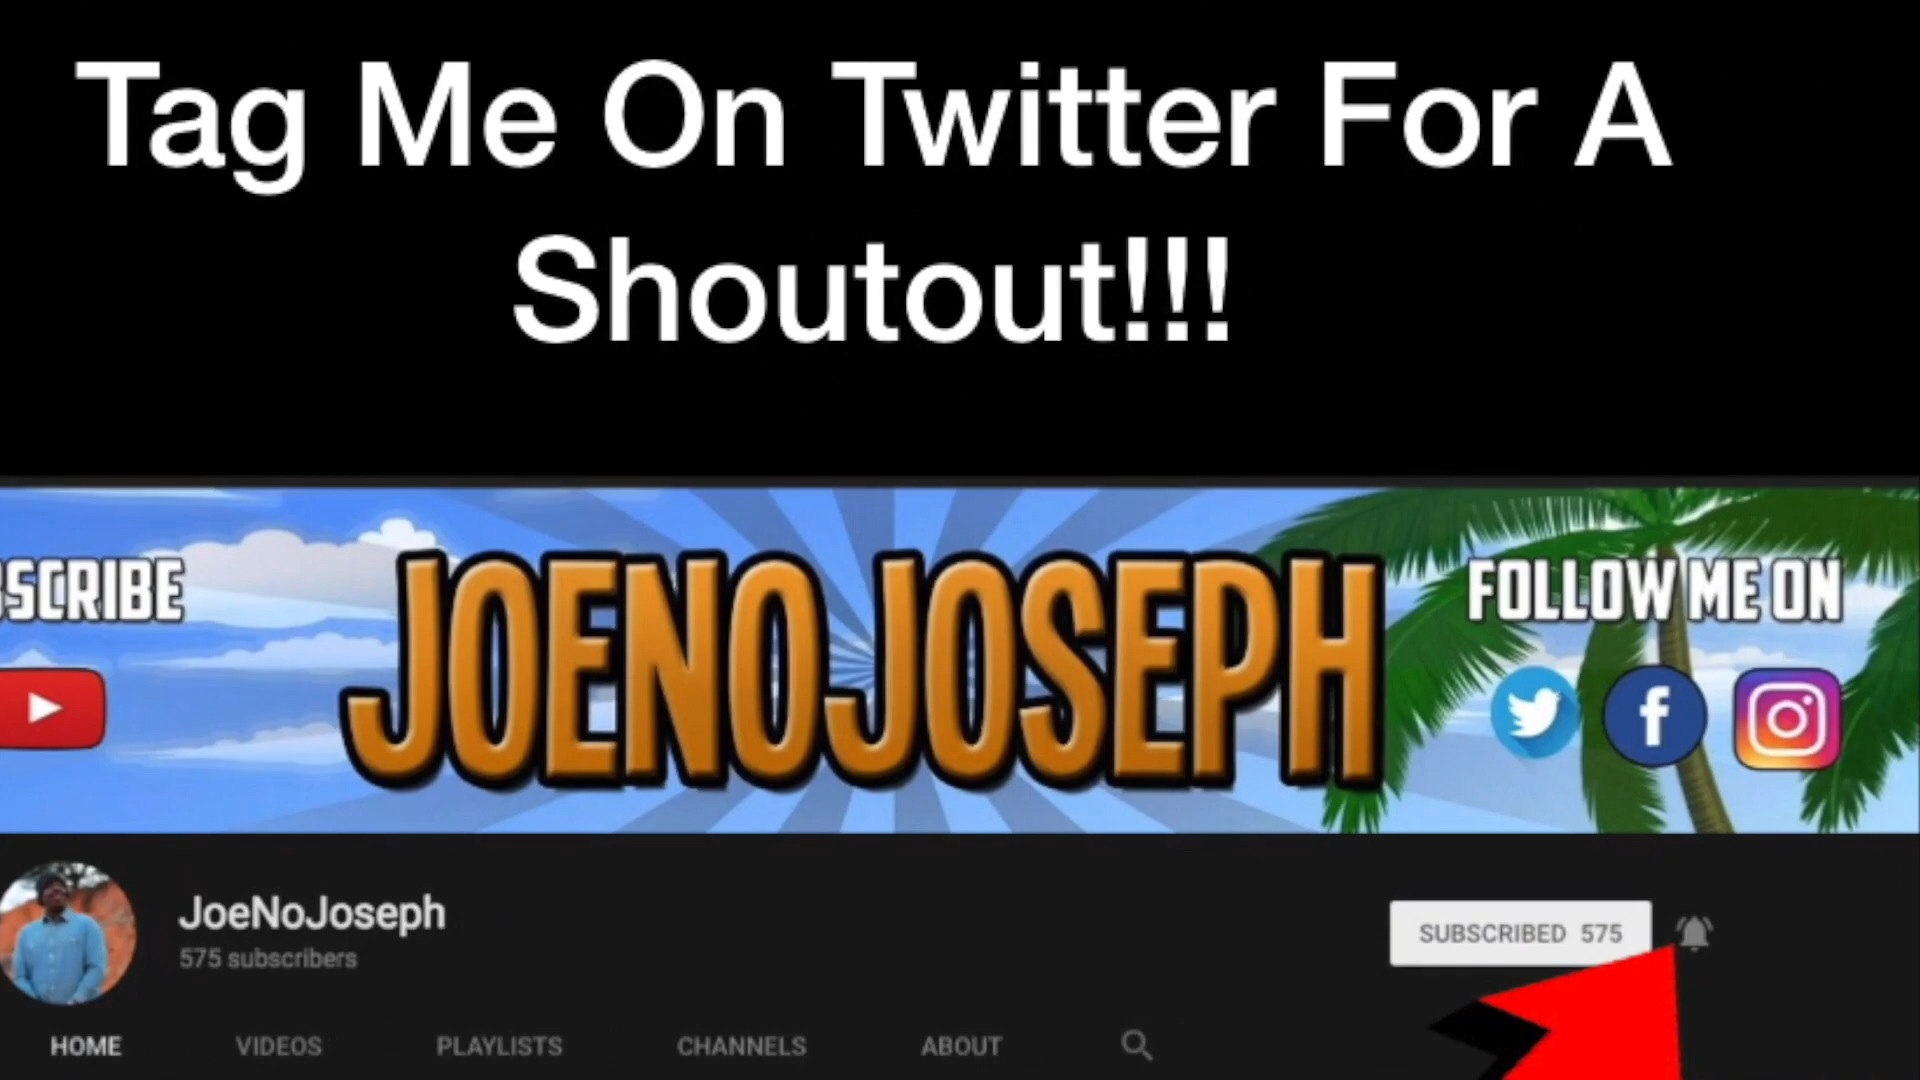 Tag Me On Twitter For A
Shoutout!!!
SCRIBE
JOENOJOSEPH
FOLLOW ME ON
JoeNoJoseph
575 subscribers
SUBSCRIBED 575
HOME VIDEOS PLAYLISTS CHANNELS ABOUT